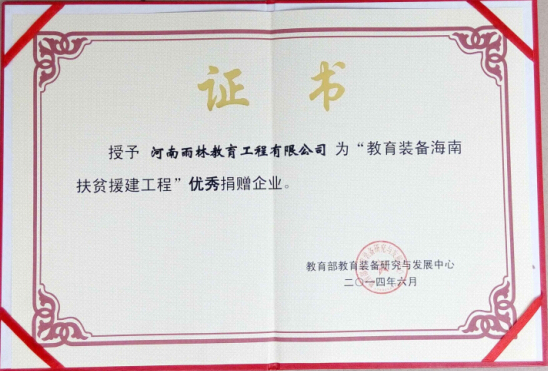 证书
授予 河南雨林教育工程有限公司 为“教育装备海南
扶贫援建工程”优秀捐赠企业。
教育部教育装备研究与发展中心
二〇一四年六月